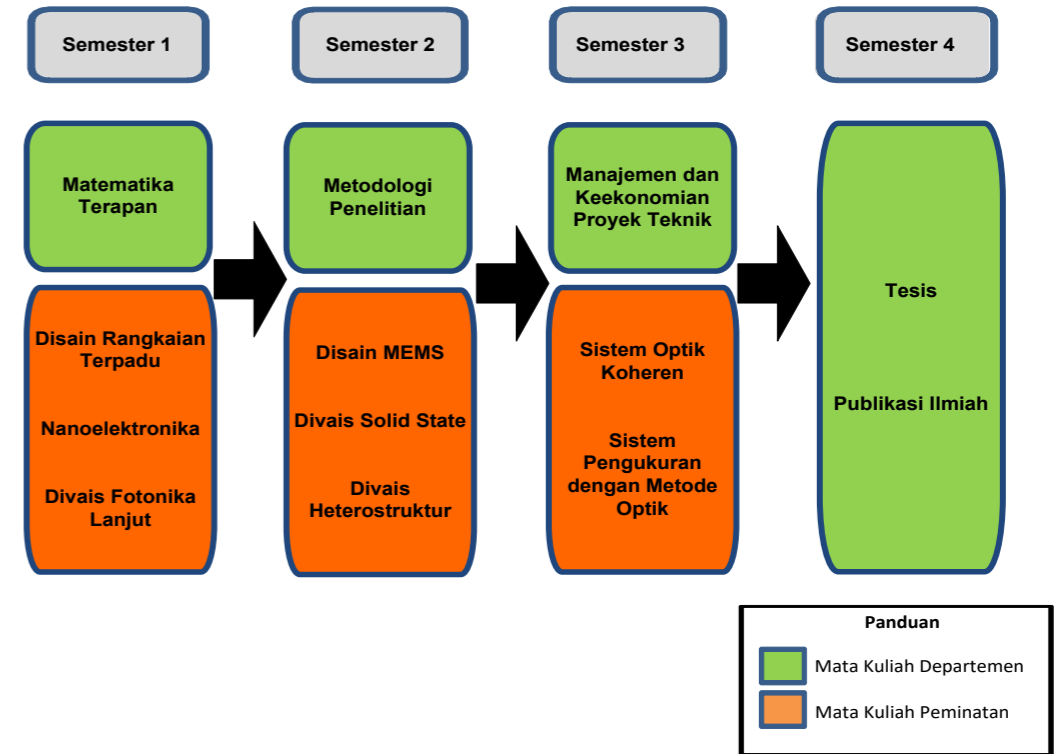 Semester 1
Semester 2
Semester 3
Semester 4
Matematika
Terapan
Metodologi
Penelitian
Manajemen dan
Keekonomian
Proyek Teknik
Disain Rangkaian
Terpadu
Nanoelektronika
Divais Fotonika
Lanjut
Disain MEMS
Divais Solid State
Divais
Heterostruktur
Sistem Optik
Koheren
Sistem
Pengukuran
dengan Metode
Optik
Tesis
Publikasi Ilmiah
Panduan
Mata Kuliah Departemen
Mata Kuliah Peminatan